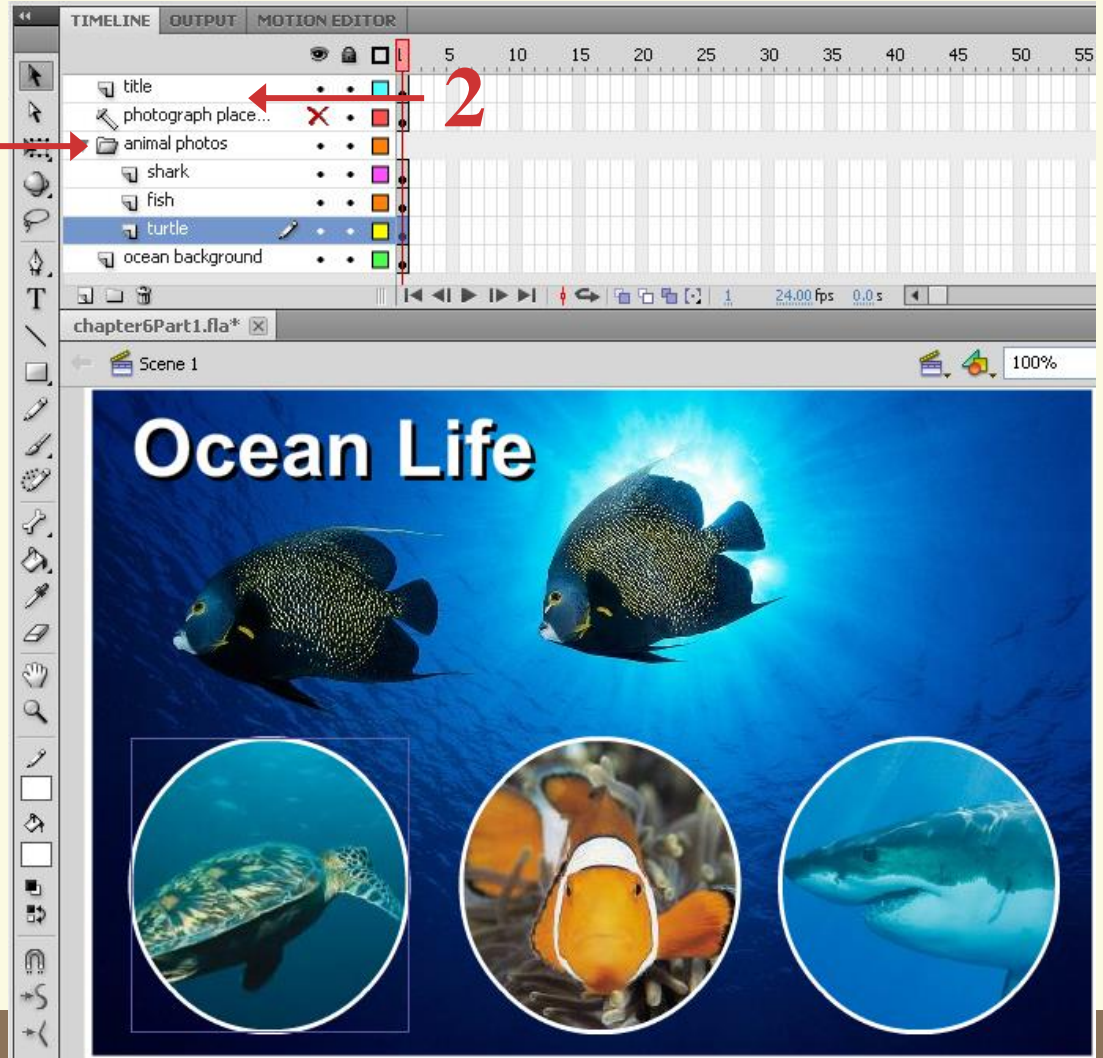 TIMELINE OUTPUT MOTION EDITOR
1 5 10 15 20 25 30 35 40 45 50 55
title
2
photograph place...
animal photos
shark
fish
turtle
ocean background
1 24.00 fps 0.0 s
T
chapter6Part1.fla*
Scene 1 100%
Ocean Life